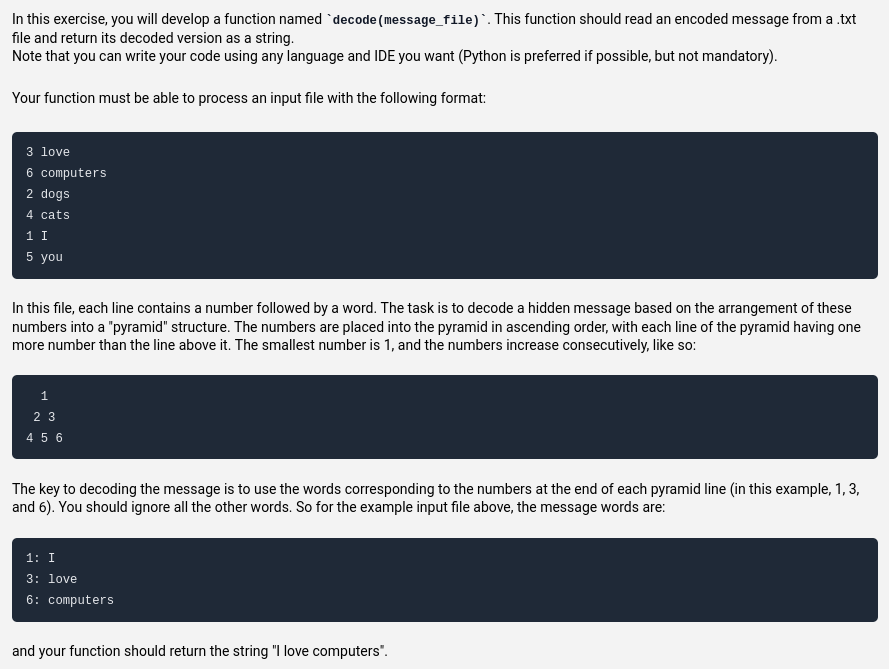 In this exercise, you will develop a function named `decode(message_file)`. This function should read an encoded message from a .txt
file and return its decoded version as a string.
Note that you can write your code using any language and IDE you want (Python is preferred if possible, but not mandatory).
Your function must be able to process an input file with the following format:
3 love
6 computers
2 dogs
4 cats
1 I
5 you
In this file, each line contains a number followed by a word. The task is to decode a hidden message based on the arrangement of these
numbers into a "pyramid" structure. The numbers are placed into the pyramid in ascending order, with each line of the pyramid having one
more number than the line above it. The smallest number is 1, and the numbers increase consecutively, like so:
1
2 3
4 5 6
The key to decoding the message is to use the words corresponding to the numbers at the end of each pyramid line (in this example, 1, 3,
and 6). You should ignore all the other words. So for the example input file above, the message words are:
1: I
3: love
6: computers
and your function should return the string "I love computers".